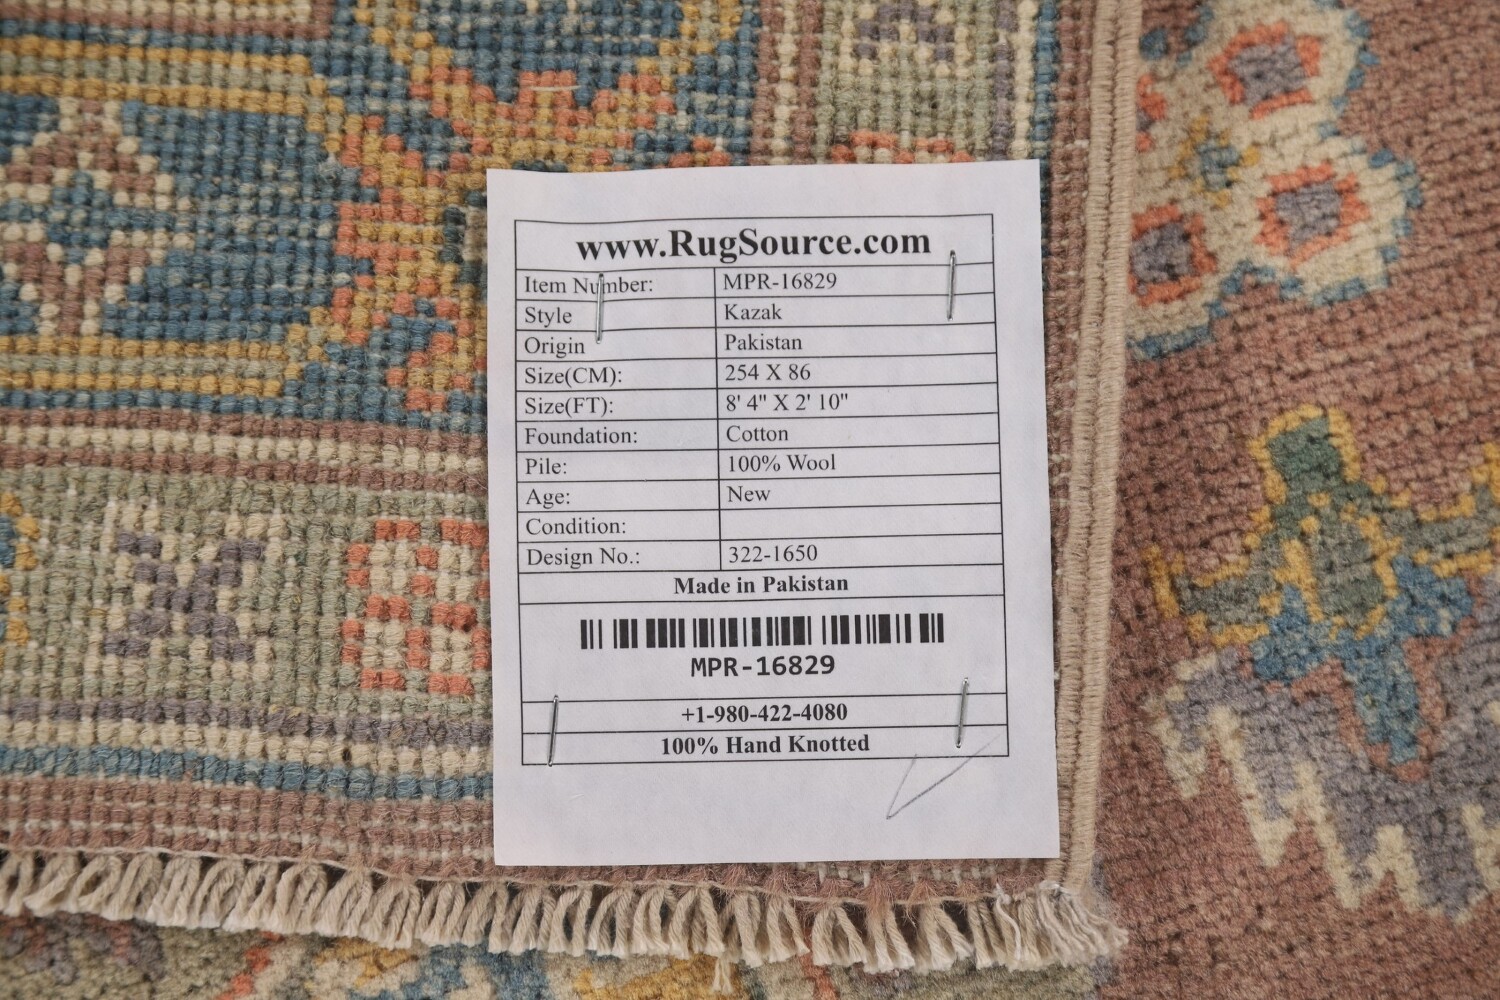 www.RugSource.com
Item Number: MPR-16829
Style Kazak
Origin Pakistan
Size(CM): 254 X 86
Size(FT): 8' 4" X 2' 10"
Foundation: Cotton
Pile: 100% Wool
Age: New
Condition:
Design No.: 322-1650
Made in Pakistan
MPR-16829
+1-980-422-4080
100% Hand Knotted